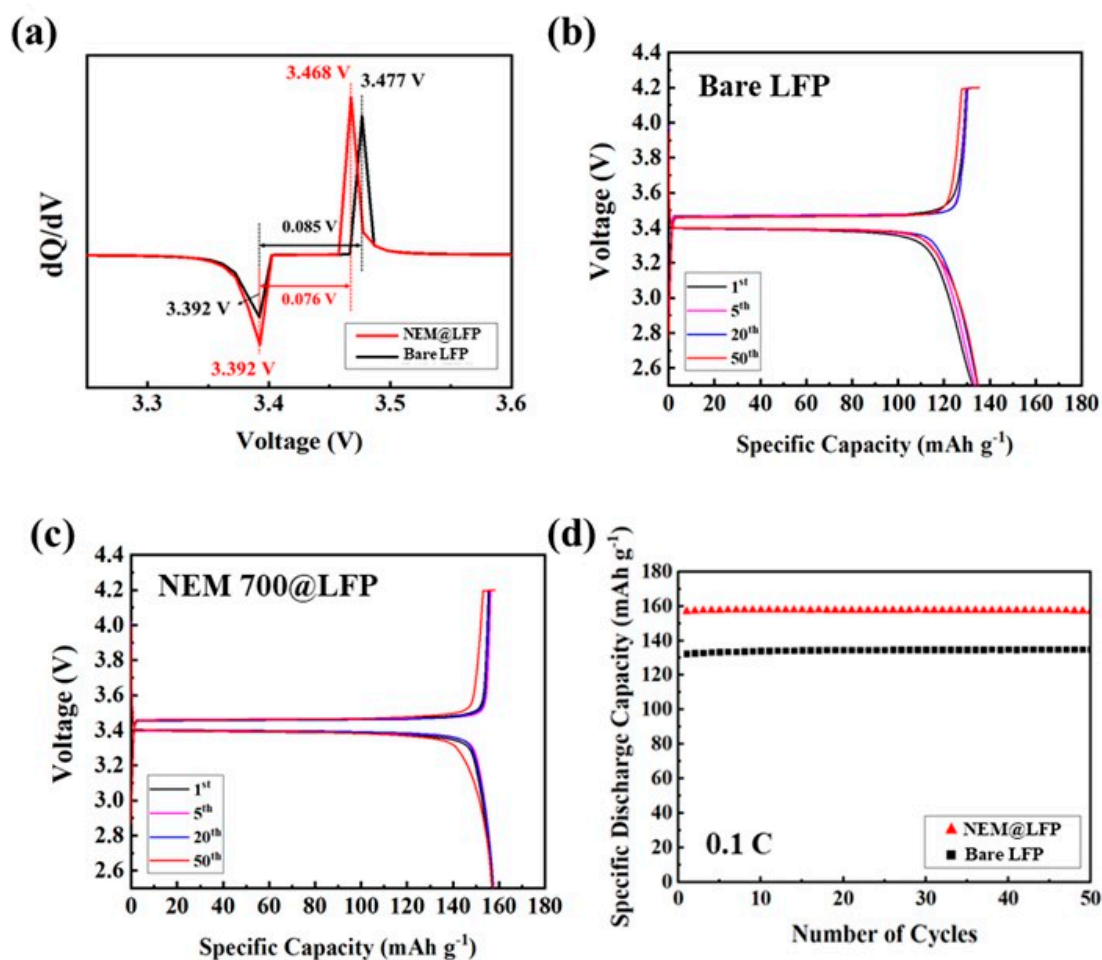 (a)
3.468 V
3.477 V
0.085 V
3.392 V
0.076 V
3.392 V
NEM@LFP
Bare LFP
dQ/dV
3.3 3.4 3.5 3.6
Voltage (V)
(b)
Bare LFP
4.4
4.2
4.0
3.8
3.6
3.4
3.2
3.0
2.8
2.6
Voltage (V)
1st
5th
20th
50th
0 20 40 60 80 100 120 140 160 180
Specific Capacity (mAh g-1)
(c)
NEM 700@LFP
4.4
4.2
4.0
3.8
3.6
3.4
3.2
3.0
2.8
2.6
Voltage (V)
1st
5th
20th
50th
0 20 40 60 80 100 120 140 160 180
Specific Capacity (mAh g-1)
(d)
180
160
140
120
100
80
60
40
20
0
Specific Discharge Capacity (mAh g-1)
NEM@LFP
Bare LFP
0.1 C
0 10 20 30 40 50
Number of Cycles